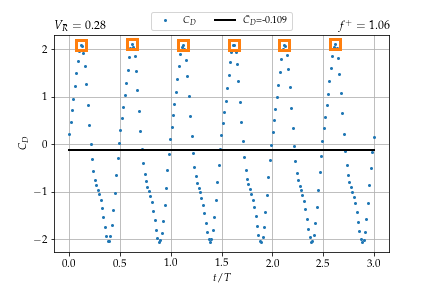 V_R̄ = 0.28
C_D
C̄_D=-0.109
f⁺ = 1.06
2
1
0
−1
−2
C_D
0.0 0.5 1.0 1.5 2.0 2.5 3.0
t/T